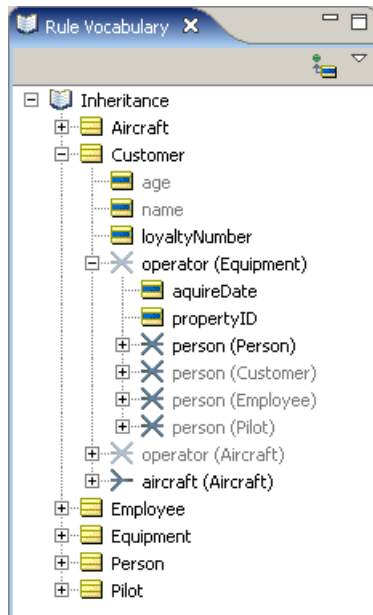 Rule Vocabulary
Inheritance
Aircraft
Customer
age
name
loyaltyNumber
operator (Equipment)
aquireDate
propertyID
person (Person)
person (Customer)
person (Employee)
person (Pilot)
operator (Aircraft)
aircraft (Aircraft)
Employee
Equipment
Person
Pilot